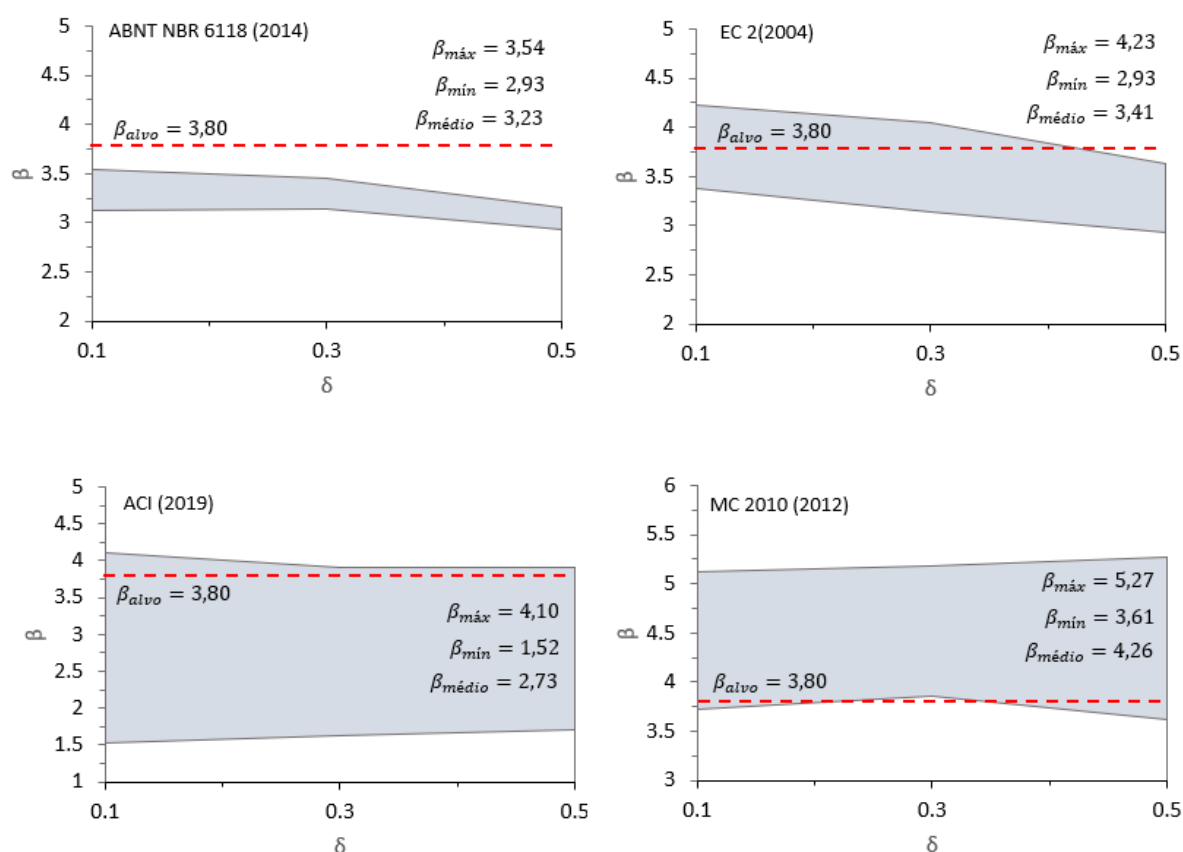 ABNT NBR 6118 (2014)
β_máx = 3,54
β_mín = 2,93
β_médio = 3,23
β_alvo = 3,80
5
4.5
4
3.5
3
2.5
2
β
0.1
0.3
0.5
δ
EC 2(2004)
β_máx = 4,23
β_mín = 2,93
β_médio = 3,41
β_alvo = 3,80
5
4.5
4
3.5
3
2.5
2
β
0.1
0.3
0.5
δ
ACI (2019)
β_alvo = 3,80
β_máx = 4,10
β_mín = 1,52
β_médio = 2,73
5
4.5
4
3.5
3
2.5
2
1.5
1
β
0.1
0.3
0.5
δ
MC 2010 (2012)
β_máx = 5,27
β_mín = 3,61
β_médio = 4,26
β_alvo = 3,80
6
5.5
5
4.5
4
3.5
3
β
0.1
0.3
0.5
δ